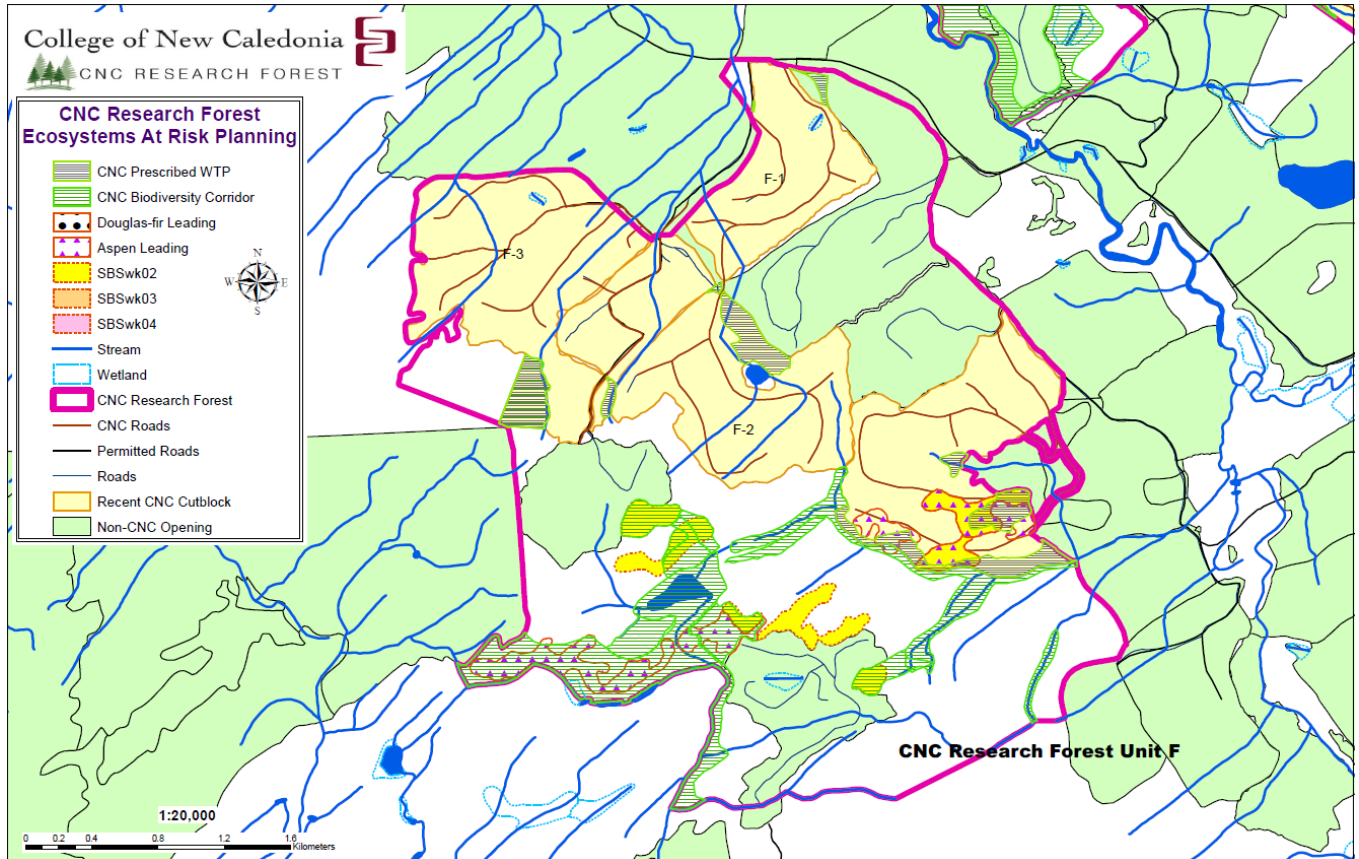 College of New Caledonia
CNC RESEARCH FOREST
CNC Research Forest
Ecosystems At Risk Planning
CNC Prescribed WTP
CNC Biodiversity Corridor
Douglas-fir Leading
Aspen Leading
SBSwk02
SBSwk03
SBSwk04
Stream
Wetland
CNC Research Forest
CNC Roads
Permitted Roads
Roads
Recent CNC Cutblock
Non-CNC Opening
N
W E
S
F-1
F-3
F-2
CNC Research Forest Unit F
1:20,000
0 0.2 0.4 0.8 1.2 1.6
Kilometers